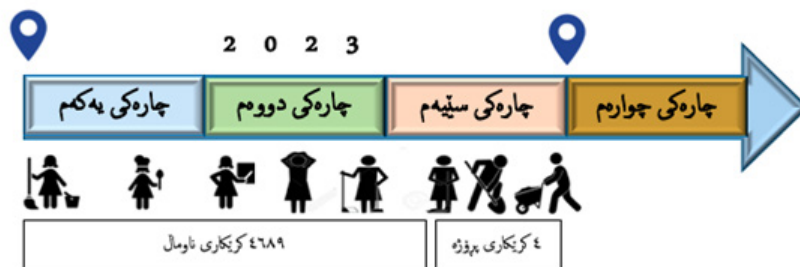 2023
چارەکی یەکەم
چارەکی دووەم
چارەکی سێیەم
چارەکی چوارەم
٤٦٨٩ کرێکاری ناوماڵ
٤ کرێکاری پڕۆژە